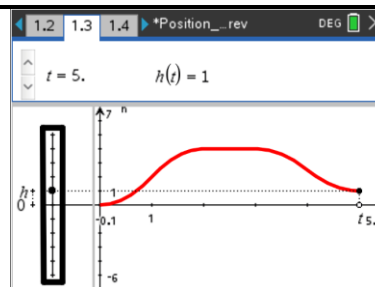 1.2 1.3 1.4 *Position_...rev DEG
t = 5. h(t) = 1
7 h
h
1
0
-0.1 1 t 5.
-6